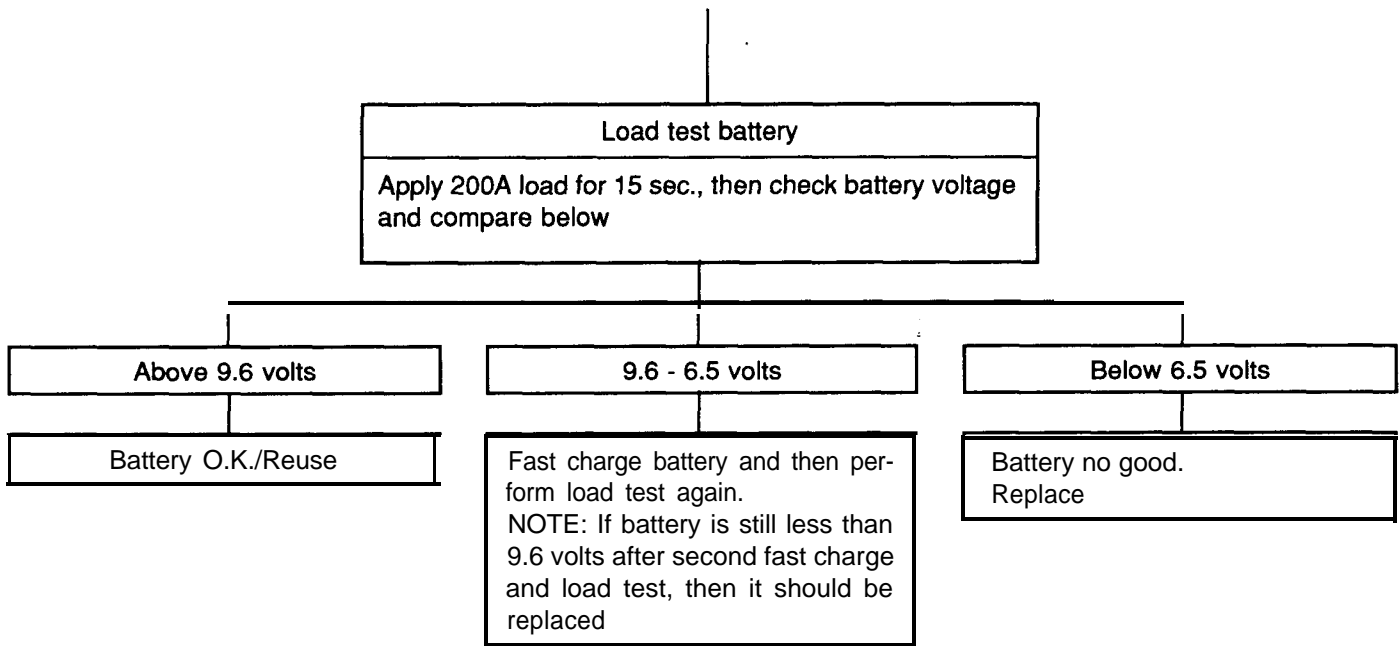 Load test battery
Apply 200A load for 15 sec., then check battery voltage
and compare below
Above 9.6 volts
Battery O.K./Reuse
9.6 - 6.5 volts
Fast charge battery and then per-
form load test again.
NOTE: If battery is still less than
9.6 volts after second fast charge
and load test, then it should be
replaced
Below 6.5 volts
Battery no good.
Replace